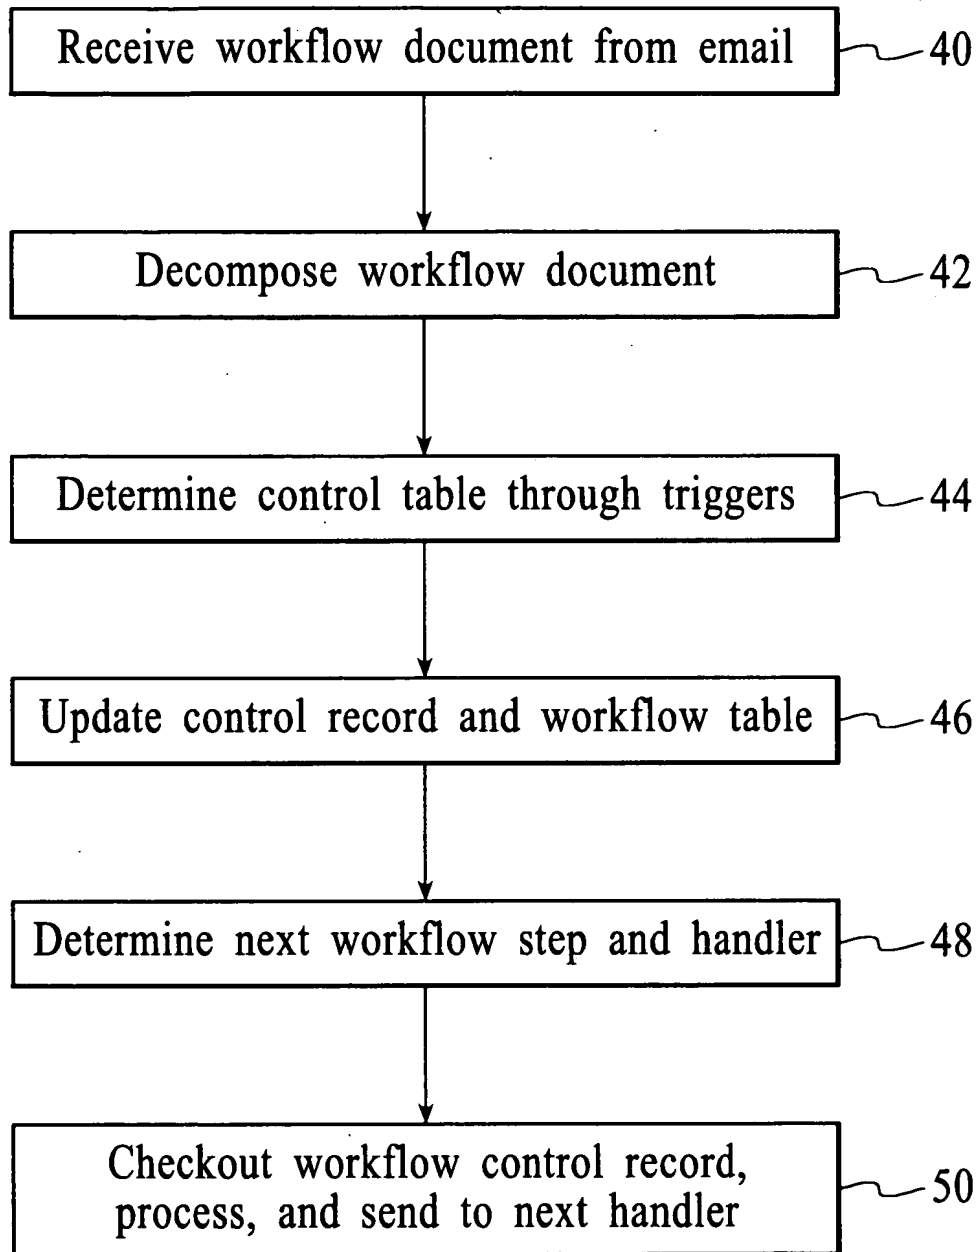 Receive workflow document from email 40
Decompose workflow document 42
Determine control table through triggers 44
Update control record and workflow table 46
Determine next workflow step and handler 48
Checkout workflow control record,
process, and send to next handler 50